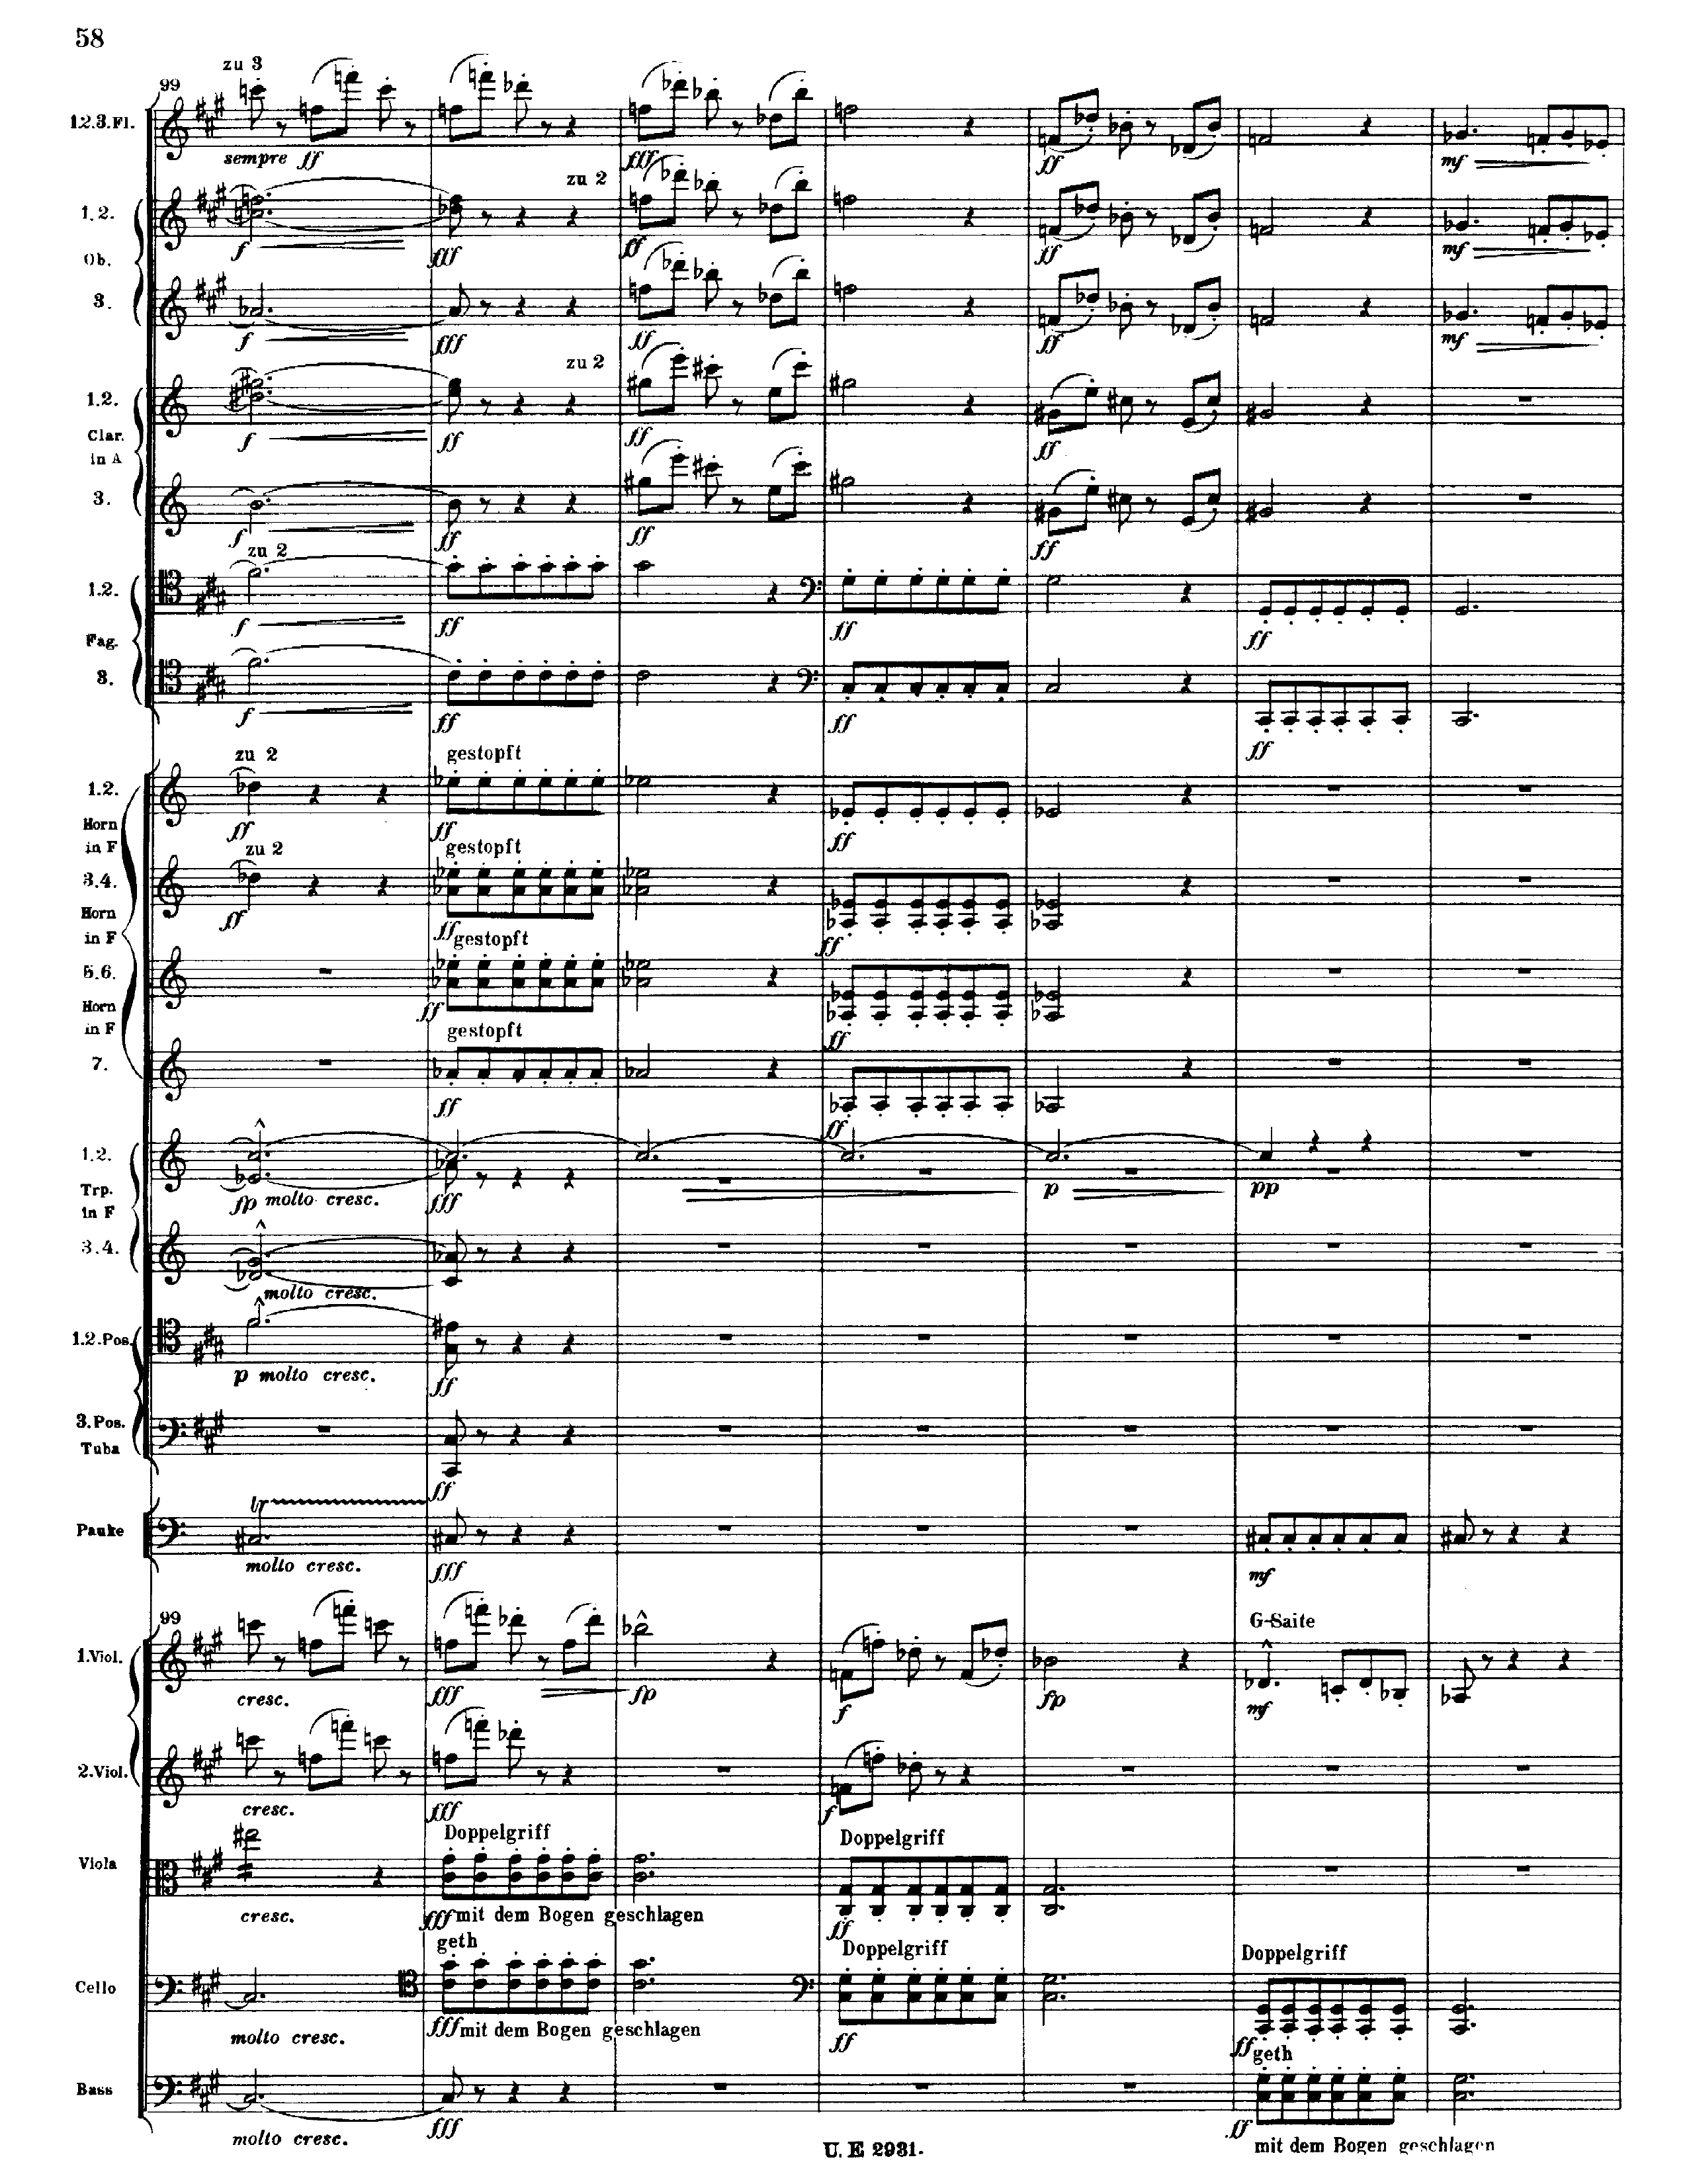 58
zu 3
99
1.2.3.Fl.
sempre ff fff ff mf
zu 2
1.2.
f fff ff ff mf
Ob.
3.
f fff ff ff mf
zu 2
1.2.
f ff ff ff
Clar.
in A
3.
f ff ff ff
zu 2
1.2.
f ff ff ff
Fag.
3.
f ff ff ff
zu 2 gestopft
1.2.
Horn
in F
ff ff ff
zu 2 gestopft
3.4.
Horn
in F
ff ff ff
gestopft
5.6.
Horn
in F
ff ff
gestopft
7.
ff ff
1.2.
Trp.
in F
fp molto cresc. fff p pp
3.4.
molto cresc.
1.2.Pos.
p molto cresc. ff
3.Pos.
Tuba
ff
tr
Pauke
molto cresc. fff mf
99
G-Saite
1.Viol.
cresc. fff fp f fp mf
2.Viol.
cresc. fff f
Doppelgriff Doppelgriff
Viola
cresc. fff mit dem Bogen geschlagen ff
geth Doppelgriff Doppelgriff
Cello
molto cresc. fff mit dem Bogen geschlagen ff ff
geth
Bass
molto cresc. fff ff
mit dem Bogen geschlagen
U. E 2931.